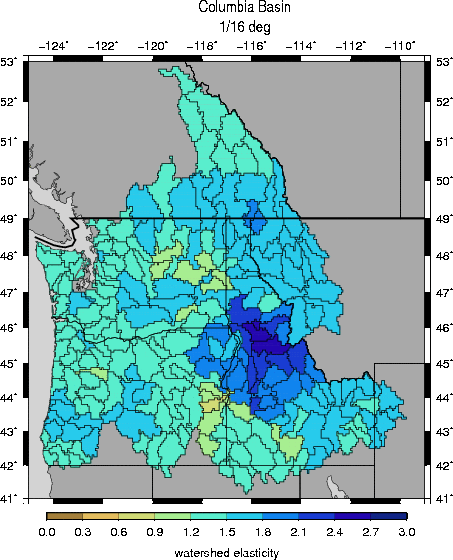 Columbia Basin
1/16 deg
−124° −122° −120° −118° −116° −114° −112° −110°
53° 53°
52° 52°
51° 51°
50° 50°
49° 49°
48° 48°
47° 47°
46° 46°
45° 45°
44° 44°
43° 43°
42° 42°
41° 41°
0.0 0.3 0.6 0.9 1.2 1.5 1.8 2.1 2.4 2.7 3.0
watershed elasticity